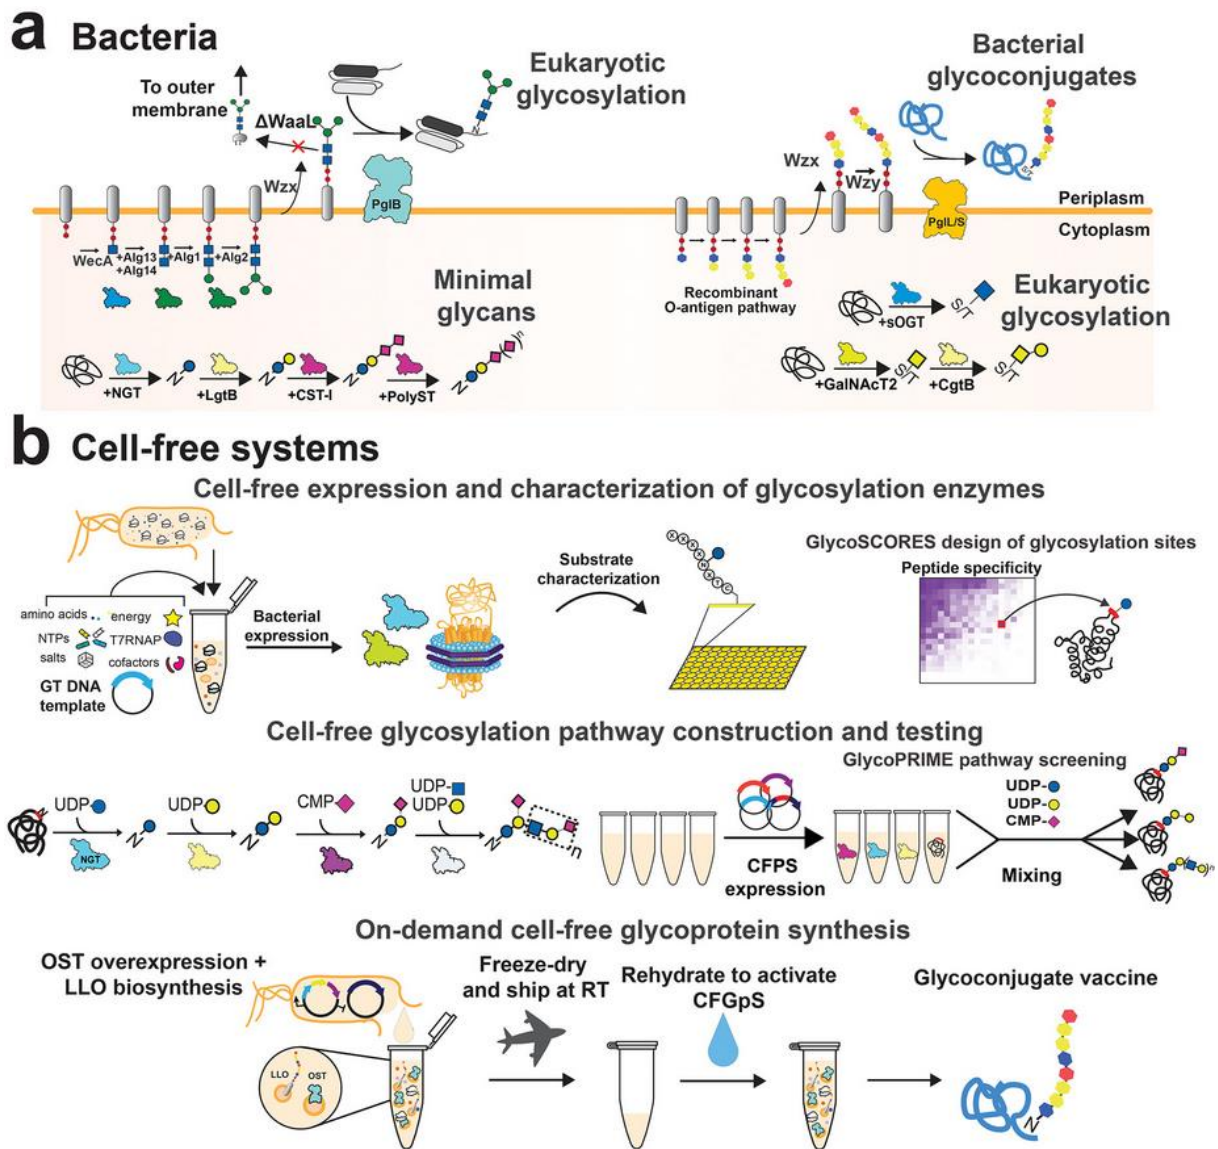 a Bacteria
To outer
membrane
ΔWaaL
Eukaryotic
glycosylation
N
Wzx
PglB
WecA
+Alg13
+Alg14
+Alg1
+Alg2
Minimal
glycans
+NGT
N
+LgtB
N
+CST-I
N
+PolyST
N
n
Bacterial
glycoconjugates
Wzx
Wzy
S/T
PglL/S
Periplasm
Cytoplasm
Recombinant
O-antigen pathway
+sOGT
S/T
Eukaryotic
glycosylation
+GalNAcT2
S/T
+CgtB
S/T
b Cell-free systems
Cell-free expression and characterization of glycosylation enzymes
amino acids
energy
NTPs
T7RNAP
salts
cofactors
GT DNA
template
Bacterial
expression
Substrate
characterization
X
X
X
X
N
X
T
C
GlycoSCORES design of glycosylation sites
Peptide specificity
Cell-free glycosylation pathway construction and testing
N
UDP-
NGT
N
UDP-
N
CMP-
N
UDP-
UDP-
N
n
CFPS
expression
GlycoPRIME pathway screening
UDP-
UDP-
CMP-
Mixing
n
On-demand cell-free glycoprotein synthesis
OST overexpression +
LLO biosynthesis
LLO
OST
Freeze-dry
and ship at RT
Rehydrate to activate
CFGpS
Glycoconjugate vaccine
N